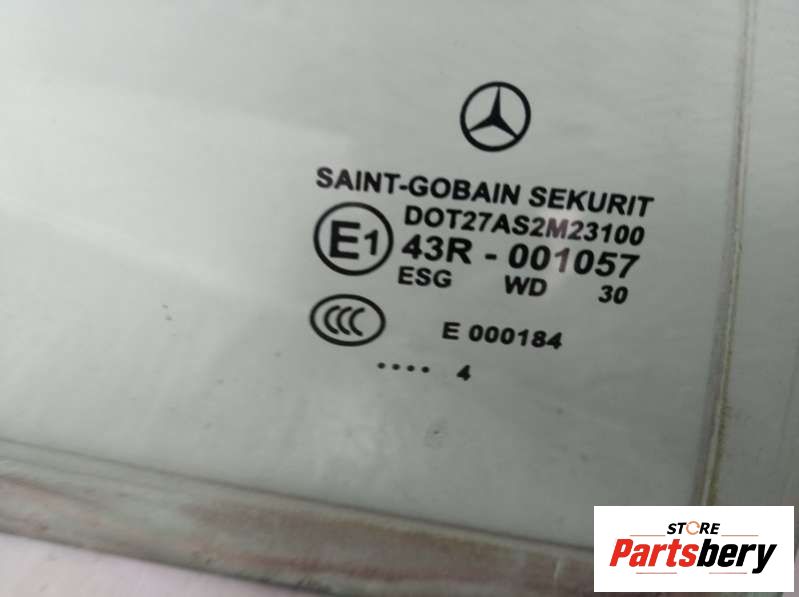 SAINT-GOBAIN SEKURIT
DOT27AS2M23100
E1 43R - 001057
ESG WD 30
CCC E 000184
.... 4
STORE
Partsbery